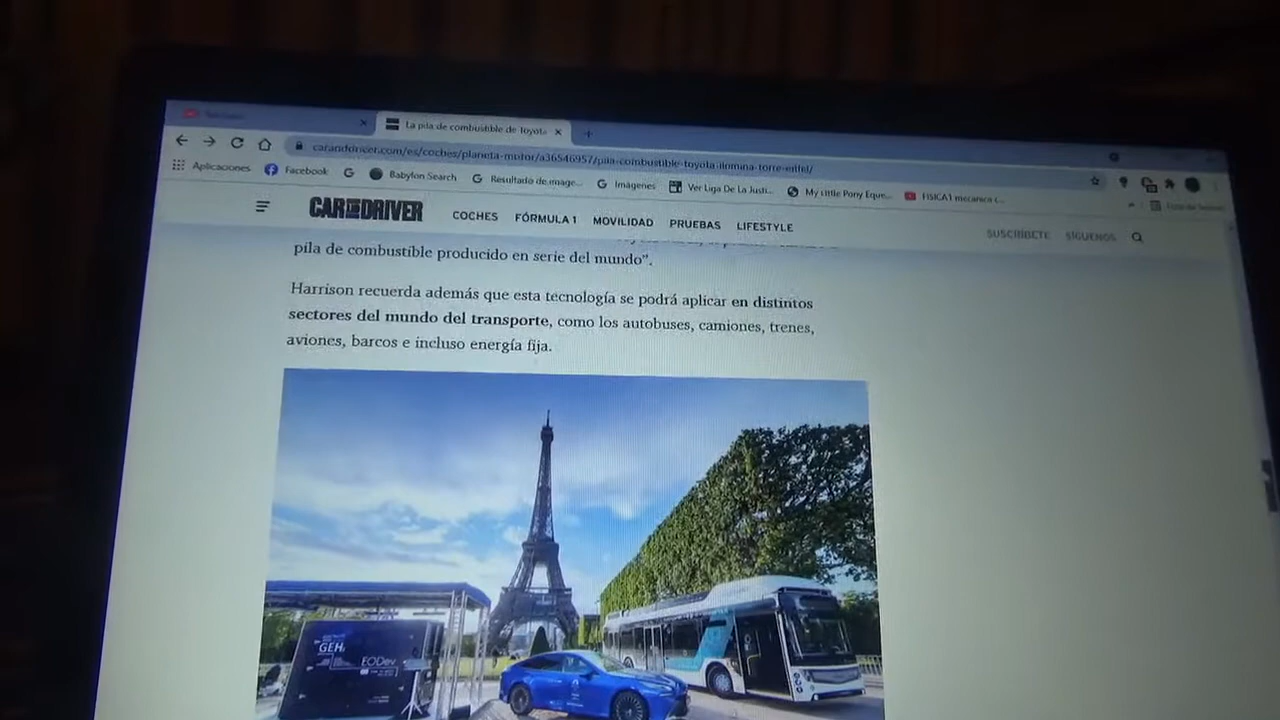 La pila de combustible de Toyota
caranddriver.com/es/coches/planeta-motor/a36546957/pila-combustible-toyota-ilumina-torre-eiffel/
Aplicaciones Facebook Babylon Search Resultado de image... Imágenes Ver Liga De La Justi... My Little Pony Eque... FISICA1 mecanica (...
CAR AND DRIVER COCHES FÓRMULA 1 MOVILIDAD PRUEBAS LIFESTYLE SUSCRÍBETE SÍGUENOS
pila de combustible producido en serie del mundo".
Harrison recuerda además que esta tecnología se podrá aplicar en distintos
sectores del mundo del transporte, como los autobuses, camiones, trenes,
aviones, barcos e incluso energía fija.
GEH₂
EODev